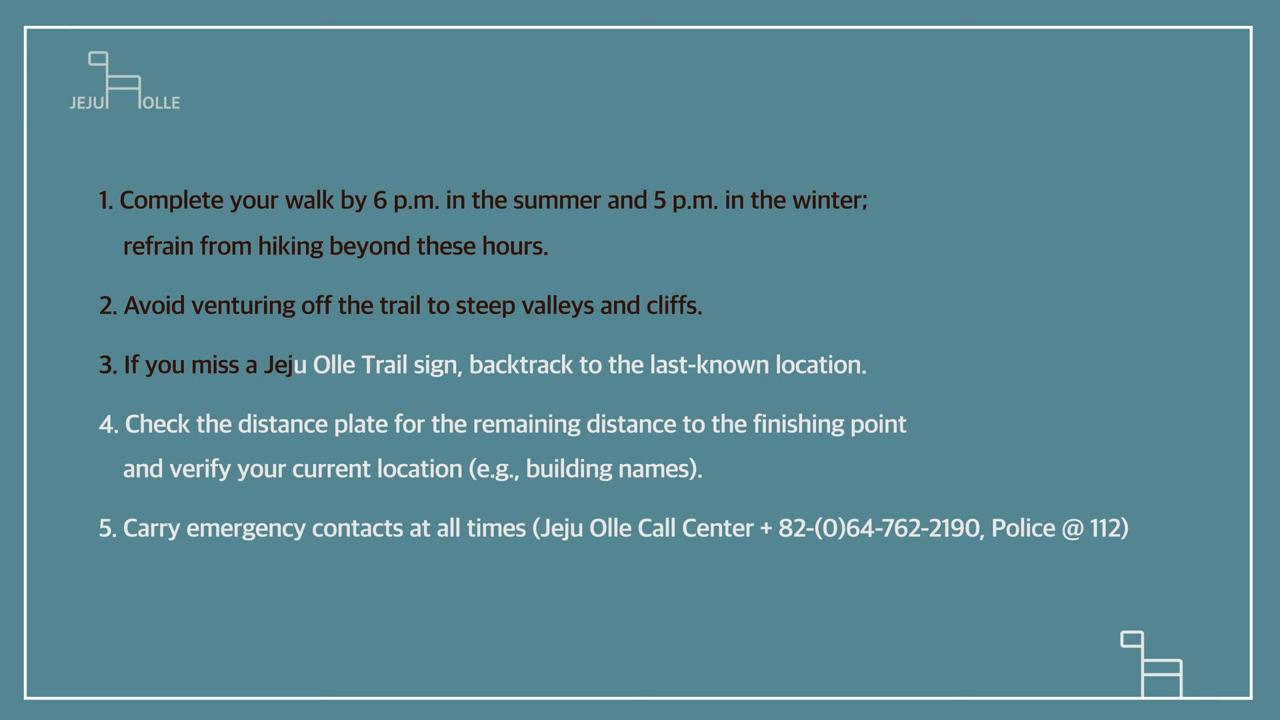 JEJU OLLE
1. Complete your walk by 6 p.m. in the summer and 5 p.m. in the winter;
refrain from hiking beyond these hours.
2. Avoid venturing off the trail to steep valleys and cliffs.
3. If you miss a Jeju Olle Trail sign, backtrack to the last-known location.
4. Check the distance plate for the remaining distance to the finishing point
and verify your current location (e.g., building names).
5. Carry emergency contacts at all times (Jeju Olle Call Center + 82-(0)64-762-2190, Police @ 112)